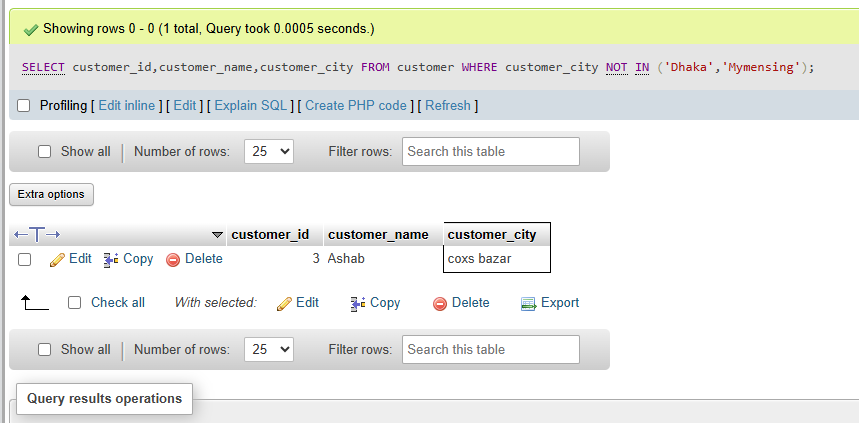 Showing rows 0 - 0 (1 total, Query took 0.0005 seconds.)
SELECT customer_id,customer_name,customer_city FROM customer WHERE customer_city NOT IN ('Dhaka','Mymensing');
Profiling [ Edit inline ] [ Edit ] [ Explain SQL ] [ Create PHP code ] [ Refresh ]
Show all Number of rows: 25 Filter rows: Search this table
Extra options
customer_id customer_name customer_city
Edit Copy Delete 3 Ashab coxs bazar
Check all With selected: Edit Copy Delete Export
Show all Number of rows: 25 Filter rows: Search this table
Query results operations